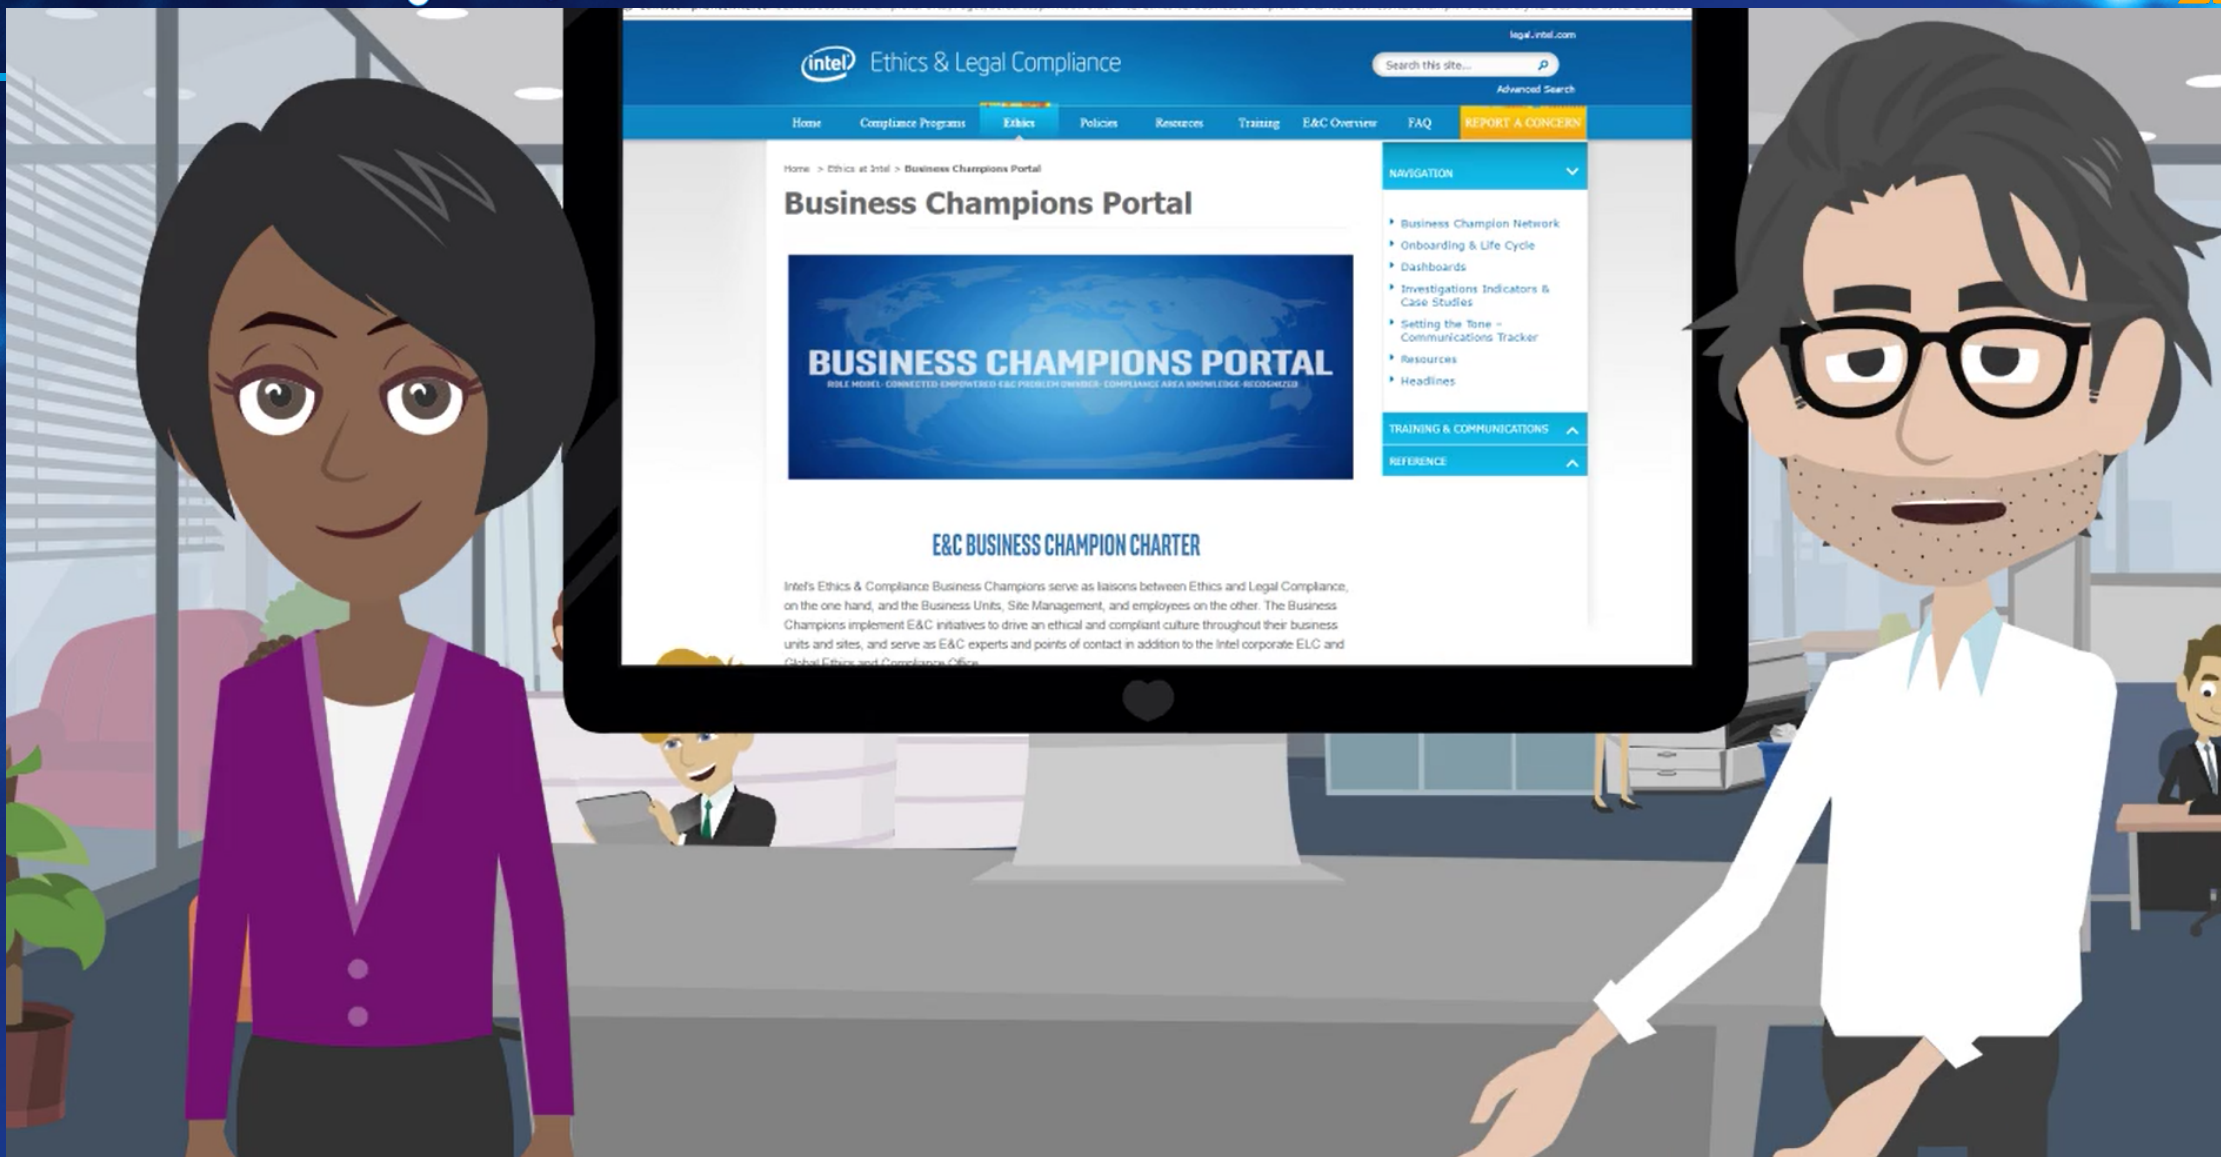 legal.intel.com
intel Ethics & Legal Compliance
Search this site...
Advanced Search
Home Compliance Programs Ethics Policies Resources Training E&C Overview FAQ REPORT A CONCERN
Home > Ethics at Intel > Business Champions Portal
Business Champions Portal
BUSINESS CHAMPIONS PORTAL
E&C BUSINESS CHAMPION CHARTER
Intel's Ethics & Compliance Business Champions serve as liaisons between Ethics and Legal Compliance,
on the one hand, and the Business Units, Site Management, and employees on the other. The Business
Champions implement E&C initiatives to drive an ethical and compliant culture throughout their business
units and sites, and serve as E&C experts and points of contact in addition to the Intel corporate ELC and
Global Ethics and Compliance Office
NAVIGATION
Business Champion Network
Onboarding & Life Cycle
Dashboards
Investigations Indicators &
Case Studies
Setting the Tone –
Communications Tracker
Resources
Headlines
TRAINING & COMMUNICATIONS
REFERENCE